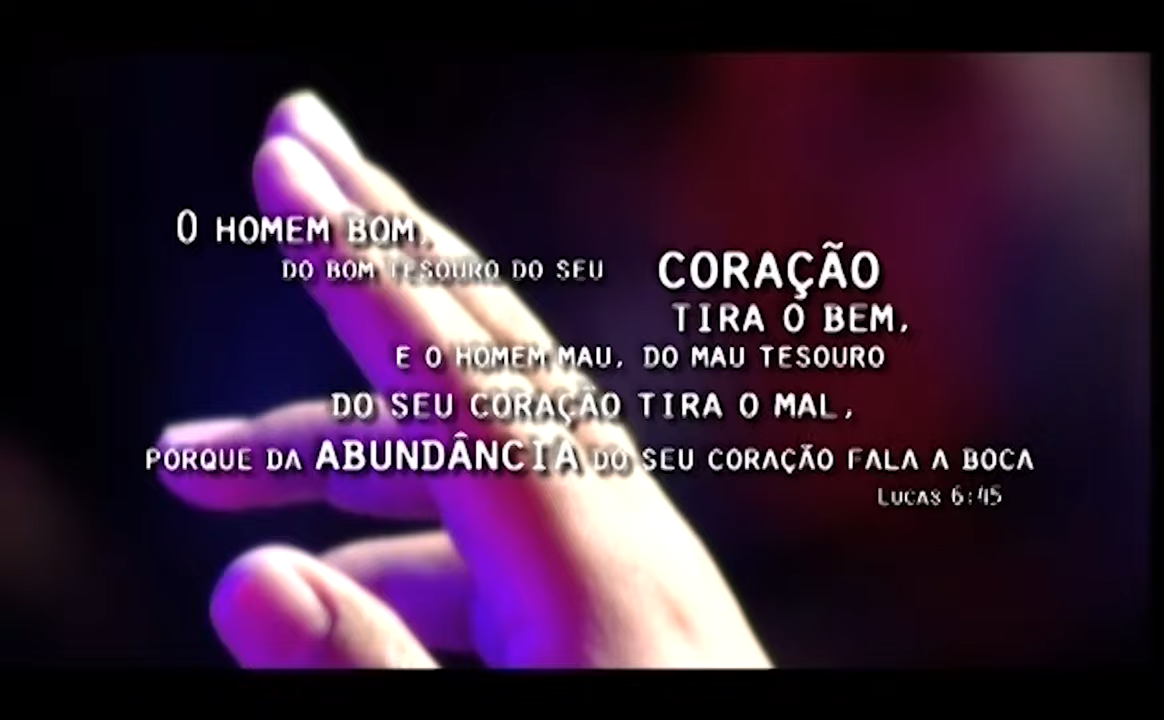 O HOMEM BOM,
DO BOM TESOURO DO SEU CORAÇÃO
TIRA O BEM,
E O HOMEM MAU, DO MAU TESOURO
DO SEU CORAÇÃO TIRA O MAL,
PORQUE DA ABUNDÂNCIA DO SEU CORAÇÃO FALA A BOCA
LUCAS 6:45